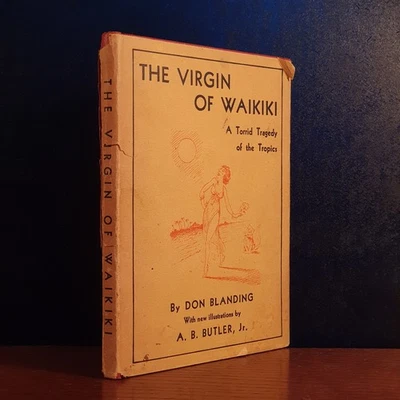 THE VIRGIN OF WAIKIKI
THE VIRGIN
OF WAIKIKI
A Torrid Tragedy
of the Tropics
By DON BLANDING
With new illustrations by
A. B. BUTLER, Jr.